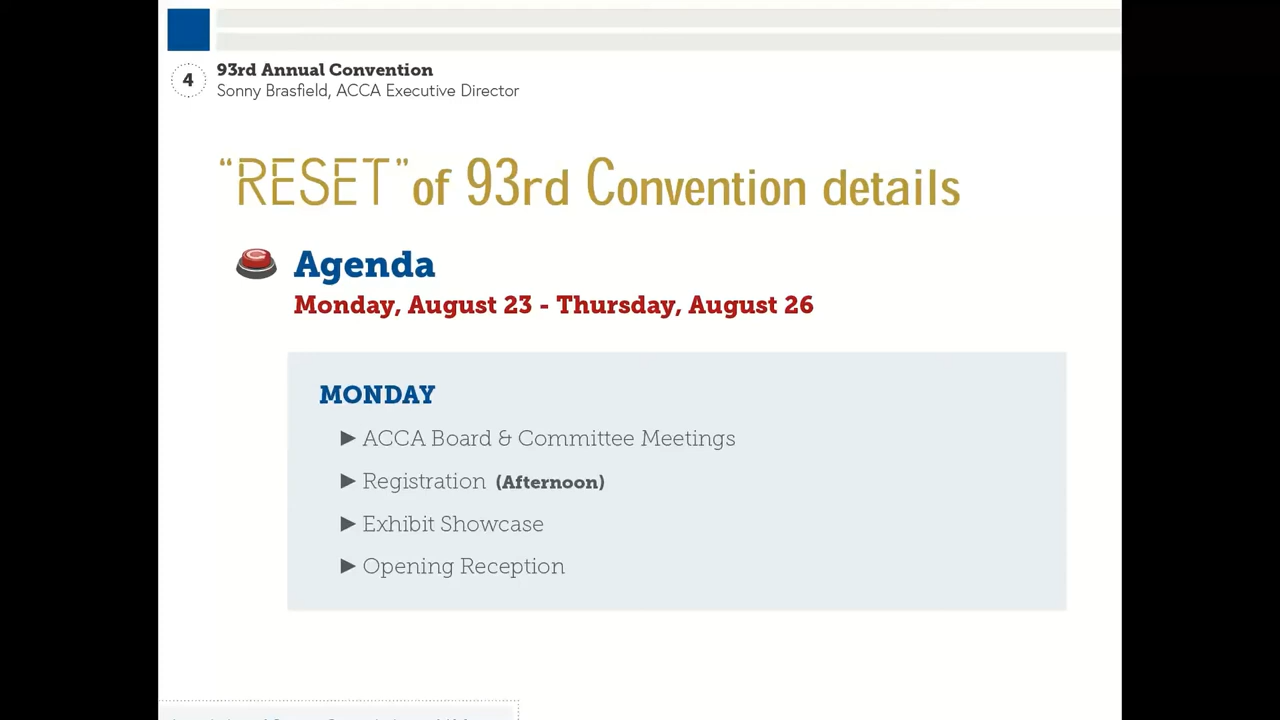 4
93rd Annual Convention
Sonny Brasfield, ACCA Executive Director
“RESET” of 93rd Convention details
Agenda
Monday, August 23 - Thursday, August 26
MONDAY
▶ ACCA Board & Committee Meetings
▶ Registration (Afternoon)
▶ Exhibit Showcase
▶ Opening Reception